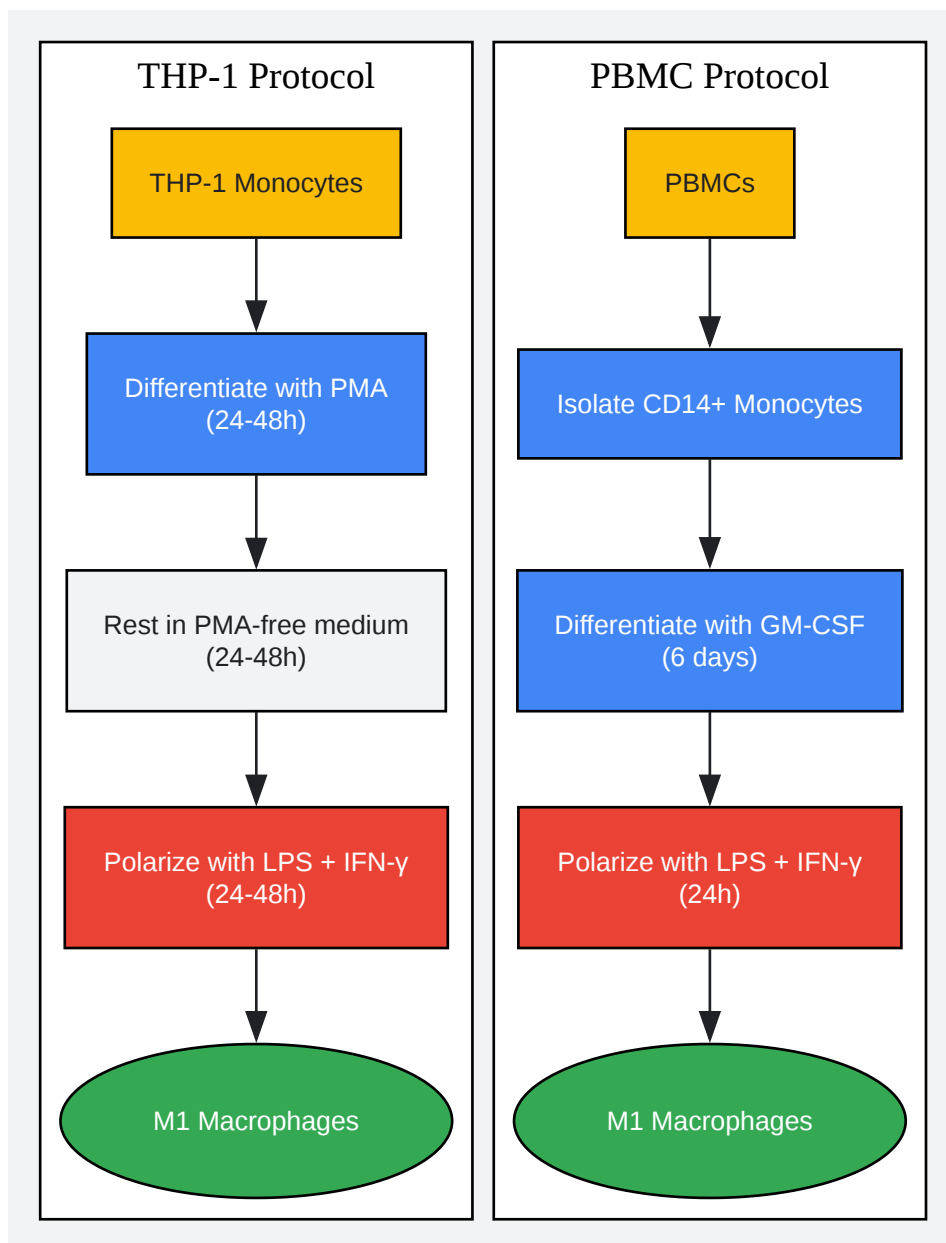 THP-1 Protocol
THP-1 Monocytes
Differentiate with PMA
(24-48h)
Rest in PMA-free medium
(24-48h)
Polarize with LPS + IFN-γ
(24-48h)
M1 Macrophages
PBMC Protocol
PBMCs
Isolate CD14+ Monocytes
Differentiate with GM-CSF
(6 days)
Polarize with LPS + IFN-γ
(24h)
M1 Macrophages